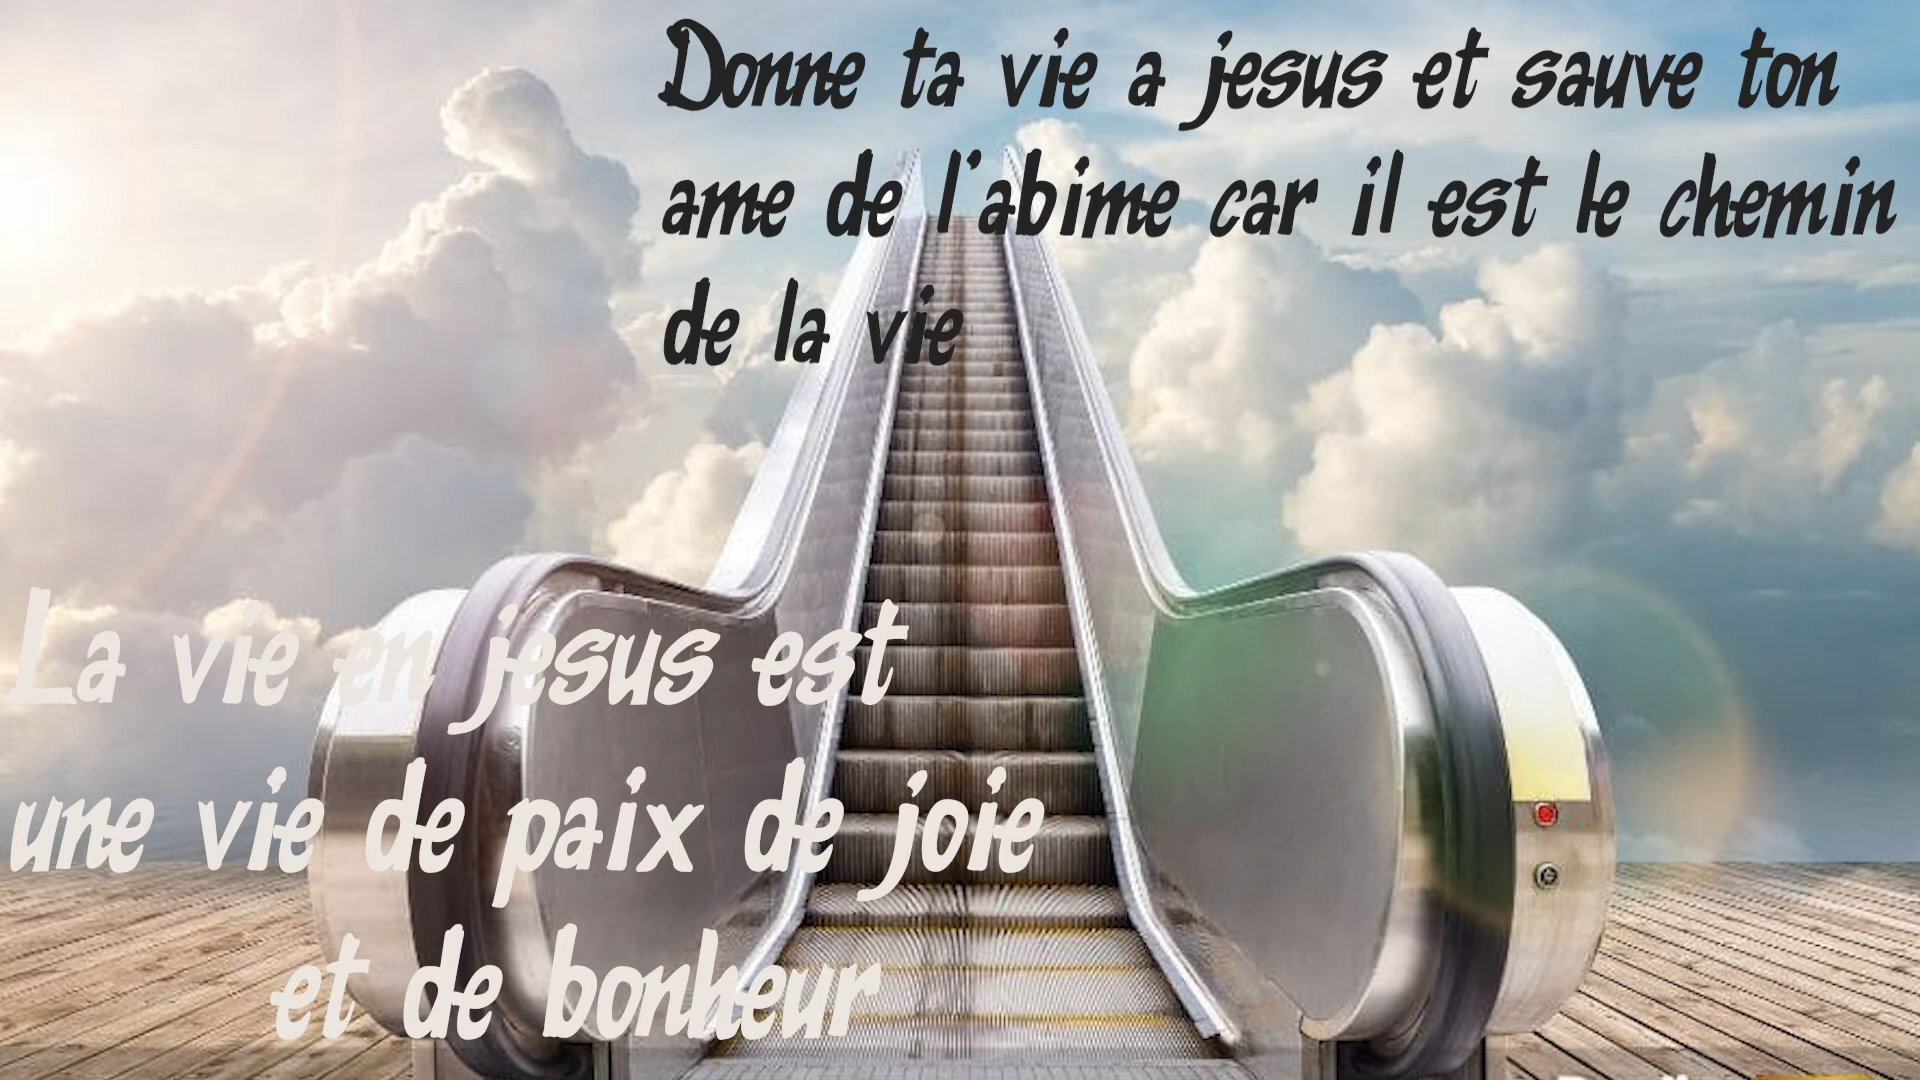 Donne ta vie a jesus et sauve ton
ame de l'abime car il est le chemin
de la vie
La vie en jesus est
une vie de paix de joie
et de bonheur